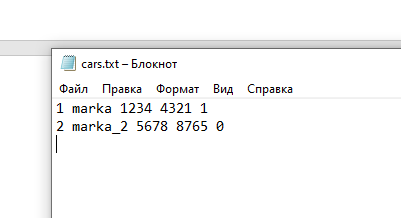 cars.txt – Блокнот
Файл Правка Формат Вид Справка
1 marka 1234 4321 1
2 marka_2 5678 8765 0